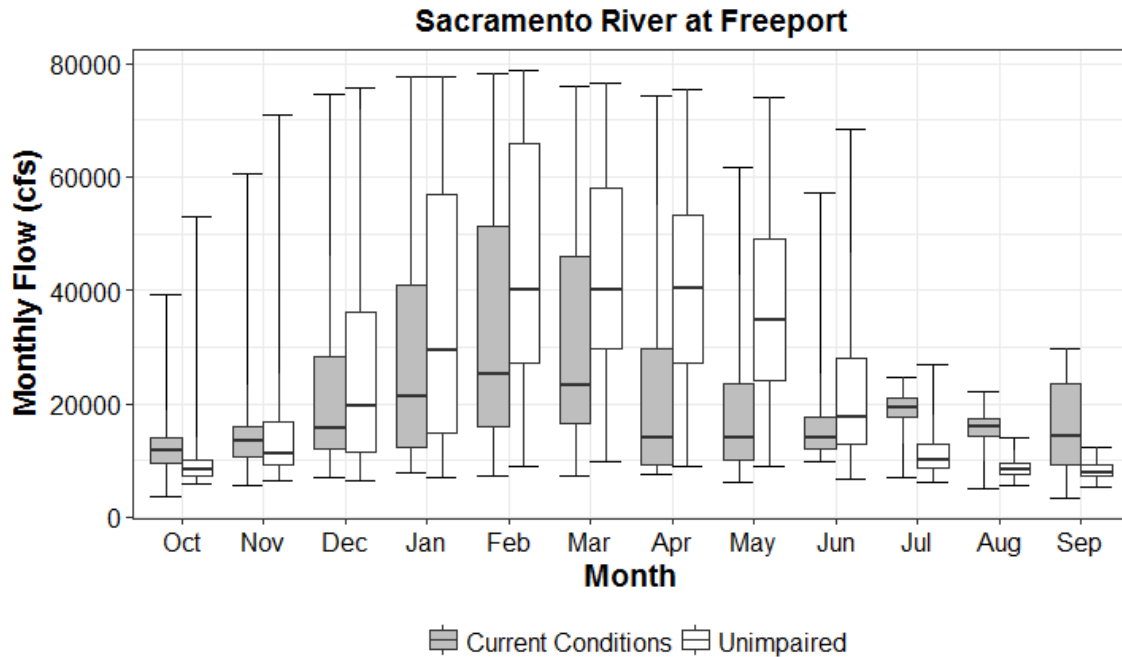 Sacramento River at Freeport
Monthly Flow (cfs)
80000
60000
40000
20000
0
Oct Nov Dec Jan Feb Mar Apr May Jun Jul Aug Sep
Month
Current Conditions Unimpaired